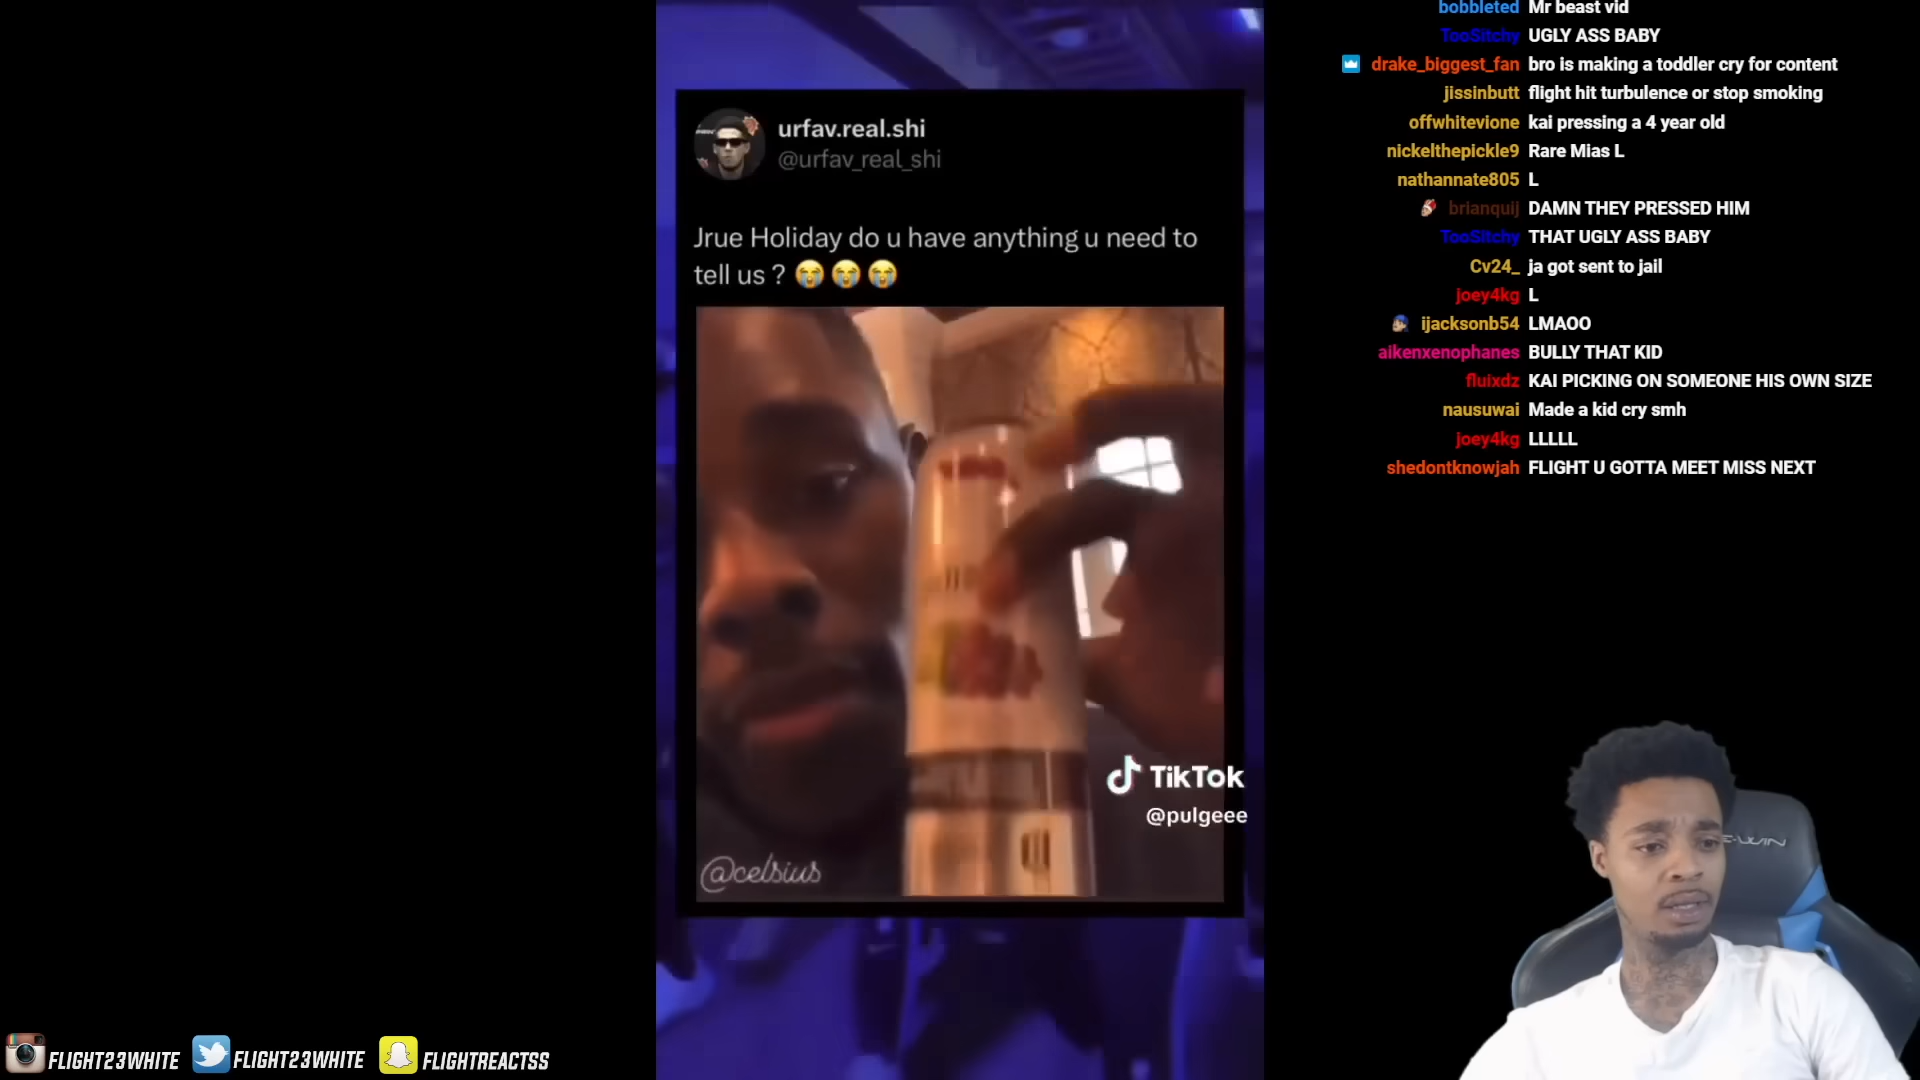 bobbleted Mr beast vid
TooSitchy UGLY ASS BABY
drake_biggest_fan bro is making a toddler cry for content
jissinbutt flight hit turbulence or stop smoking
offwhitevione kai pressing a 4 year old
nickelthepickle9 Rare Mias L
nathannate805 L
brianquij DAMN THEY PRESSED HIM
TooSitchy THAT UGLY ASS BABY
Cv24_ ja got sent to jail
joey4kg L
ijacksonb54 LMAOO
aikenxenophanes BULLY THAT KID
fluixdz KAI PICKING ON SOMEONE HIS OWN SIZE
nausuwai Made a kid cry smh
joey4kg LLLLL
shedontknowjah FLIGHT U GOTTA MEET MISS NEXT
urfav.real.shi
@urfav_real_shi
Jrue Holiday do u have anything u need to
tell us ? 😭😭😭
TikTok
@pulgeee
@celsius
FLIGHT23WHITE
FLIGHT23WHITE
FLIGHTREACTSS